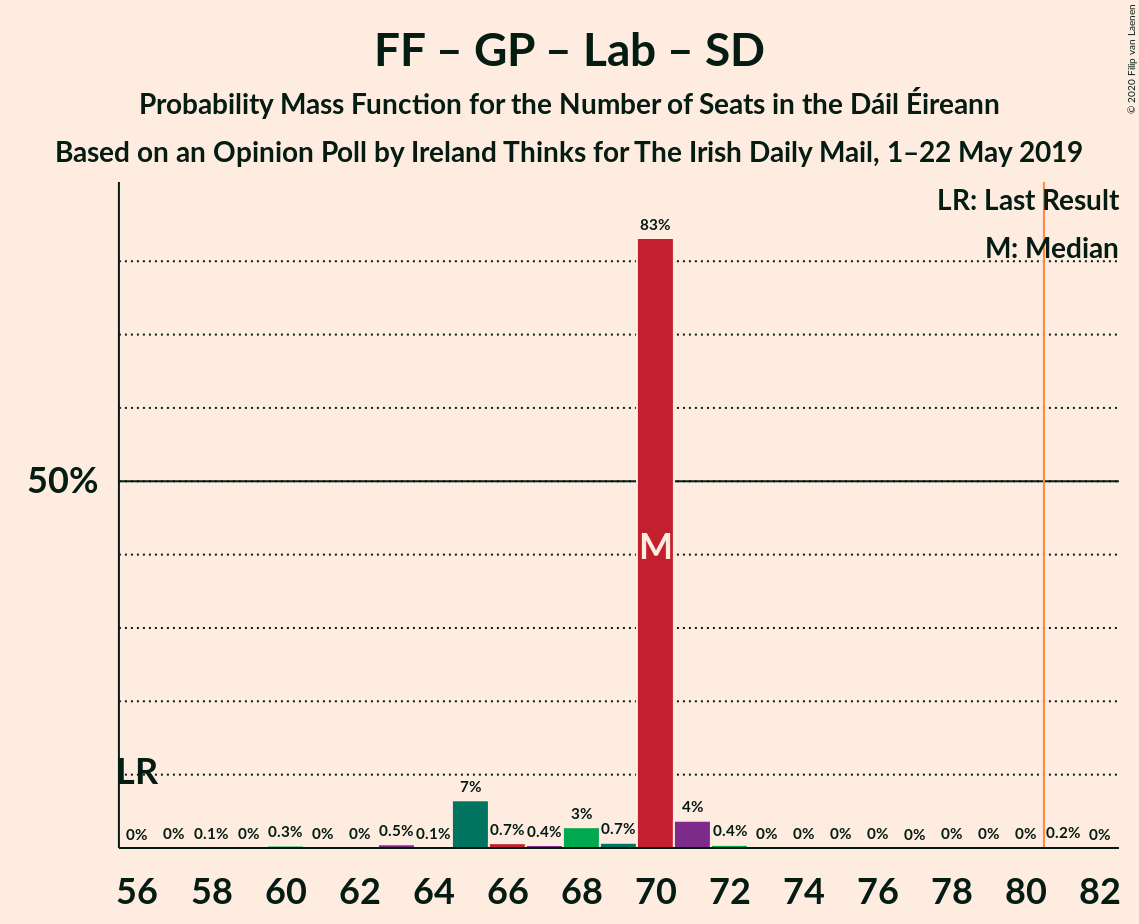 FF – GP – Lab – SD
Probability Mass Function for the Number of Seats in the Dáil Éireann
Based on an Opinion Poll by Ireland Thinks for The Irish Daily Mail, 1–22 May 2019
© 2020 Filip van Laenen
LR: Last Result
M: Median
83%
50%
M
LR
7%
3%
4%
0% 0% 0.1% 0% 0.3% 0% 0% 0.5% 0.1% 0.7% 0.4% 0.7% 0.4% 0% 0% 0% 0% 0% 0% 0% 0% 0.2% 0%
56 58 60 62 64 66 68 70 72 74 76 78 80 82